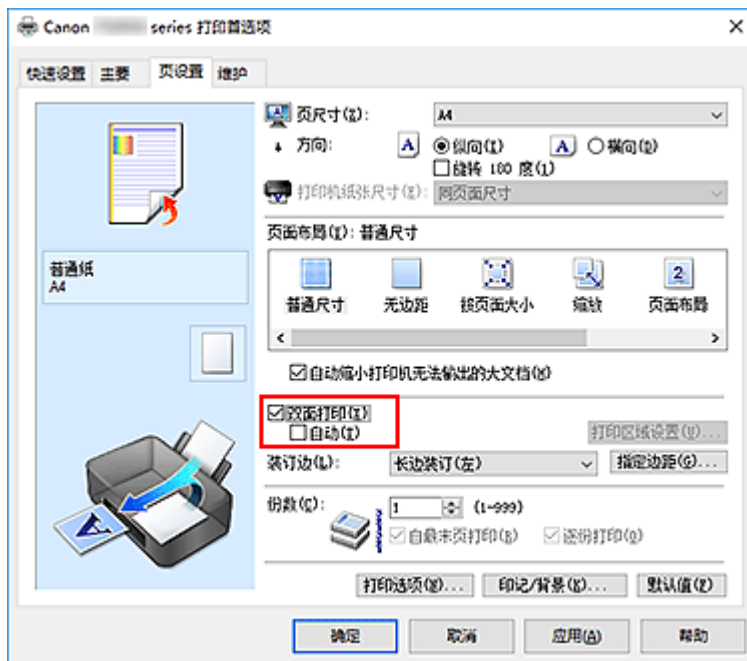 Canon series 打印首选项
快速设置 主要 页设置 维护
页尺寸(Z): A4
方向: A 纵向(I) A 横向(D)
旋转 180 度(1)
打印机纸张尺寸(E): 同页面尺寸
页面布局(Y): 普通尺寸
普通纸
A4
普通尺寸 无边距 按页面大小 缩放 2 页面布局
自动缩小打印机无法输出的大文档(W)
双面打印(X)
自动(T)
打印区域设置(U)...
装订边(L): 长边装订(左) 指定边距(G)...
份数(C): 1 (1-999)
自最末页打印(B) 逐份打印(O)
打印选项(N)... 印记/背景(K)... 默认值(F)
确定 取消 应用(A) 帮助